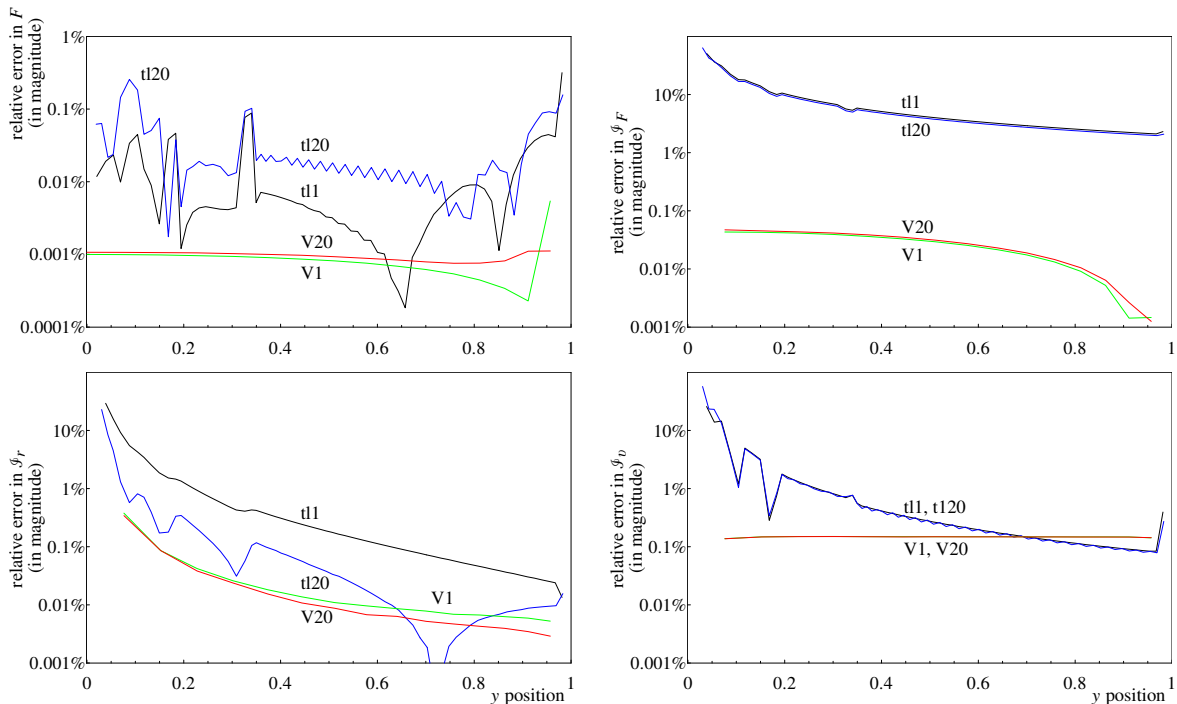 relative error in F
(in magnitude)
1%
0.1%
0.01%
0.001%
0.0001%
tl20
tl20
tl1
V20
V1
0
0.2
0.4
0.6
0.8
1
relative error in ℐF
(in magnitude)
10%
1%
0.1%
0.01%
0.001%
tl1
tl20
V20
V1
0
0.2
0.4
0.6
0.8
1
relative error in ℐr
(in magnitude)
10%
1%
0.1%
0.01%
0.001%
tl1
tl20
V1
V20
0
0.2
0.4
0.6
0.8
1
y position
relative error in ℐʋ
(in magnitude)
10%
1%
0.1%
0.01%
0.001%
tl1, t120
V1, V20
0
0.2
0.4
0.6
0.8
1
y position